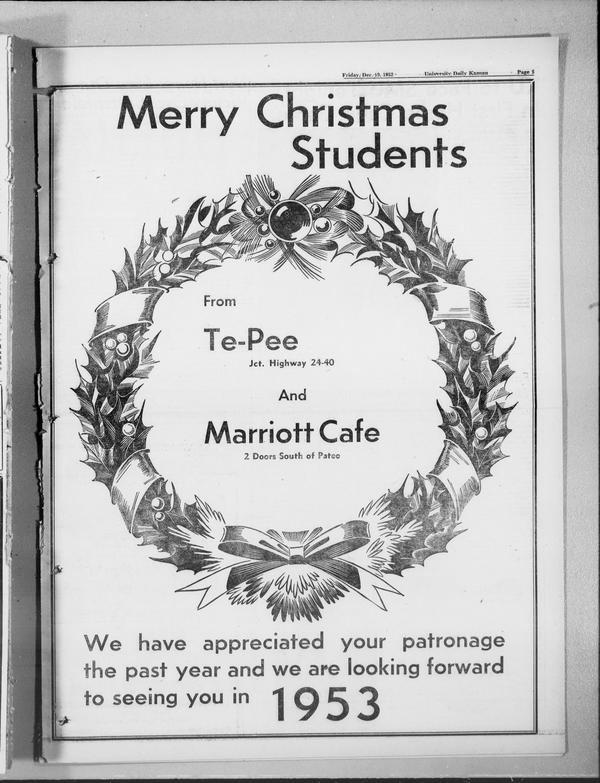 Friday, Dec. 19, 1952 University Daily Kansan Page 5
Merry Christmas
Students
From
Te-Pee
Jct. Highway 24-40
And
Marriott Cafe
2 Doors South of Patee
We have appreciated your patronage
the past year and we are looking forward
to seeing you in 1953